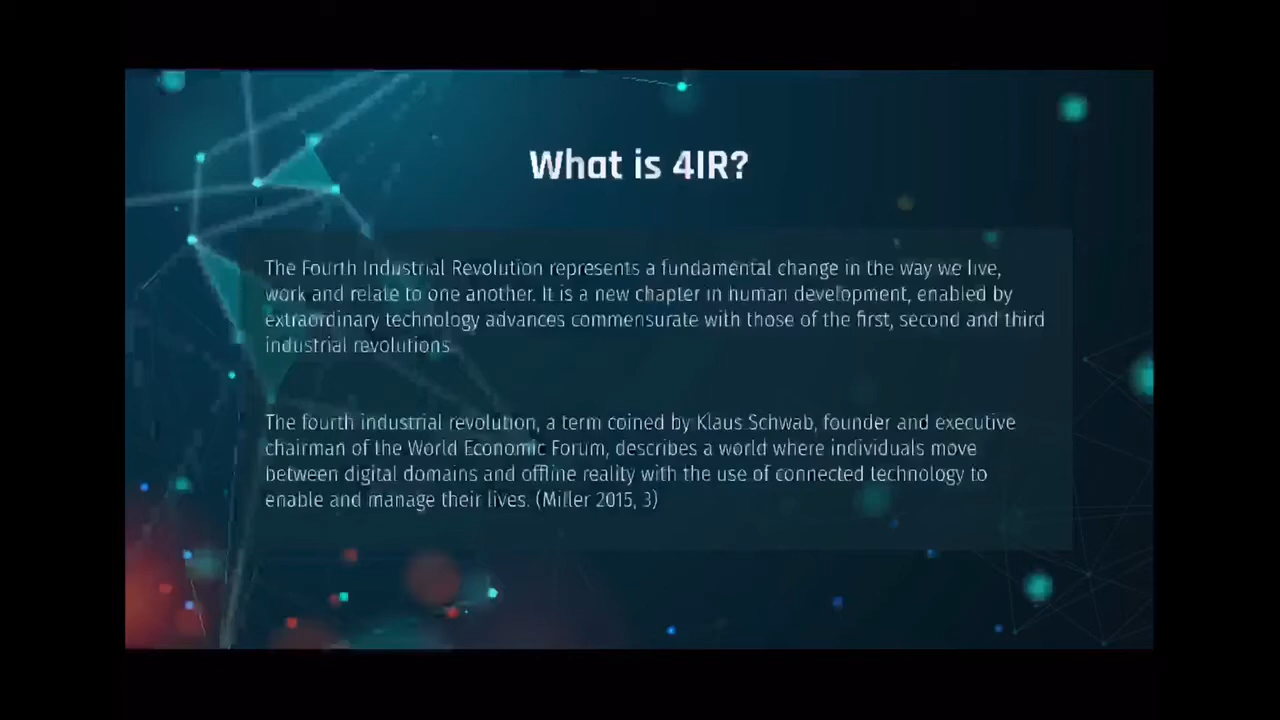 What is 4IR?
The Fourth Industrial Revolution represents a fundamental change in the way we live,
work and relate to one another. It is a new chapter in human development, enabled by
extraordinary technology advances commensurate with those of the first, second and third
industrial revolutions.
The fourth industrial revolution, a term coined by Klaus Schwab, founder and executive
chairman of the World Economic Forum, describes a world where individuals move
between digital domains and offline reality with the use of connected technology to
enable and manage their lives. (Miller 2015, 3)